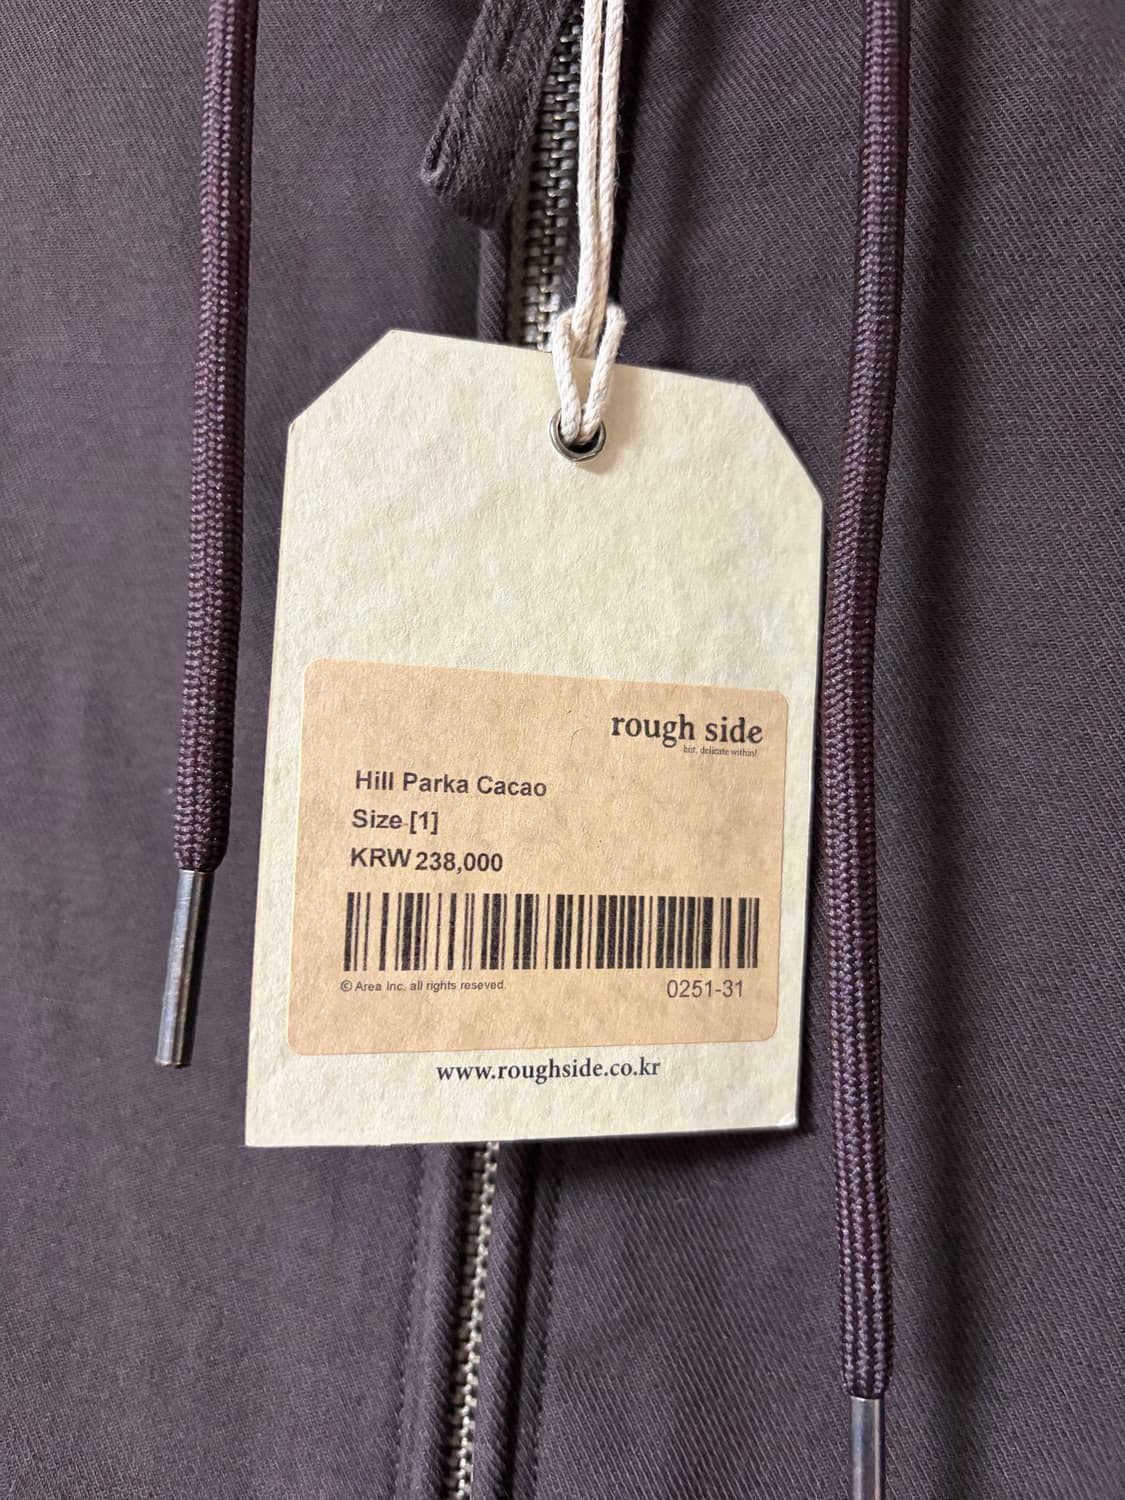 rough side
but, delicate within!
Hill Parka Cacao
Size [1]
KRW 238,000
© Area Inc. all rights reseved.
0251-31
www.roughside.co.kr